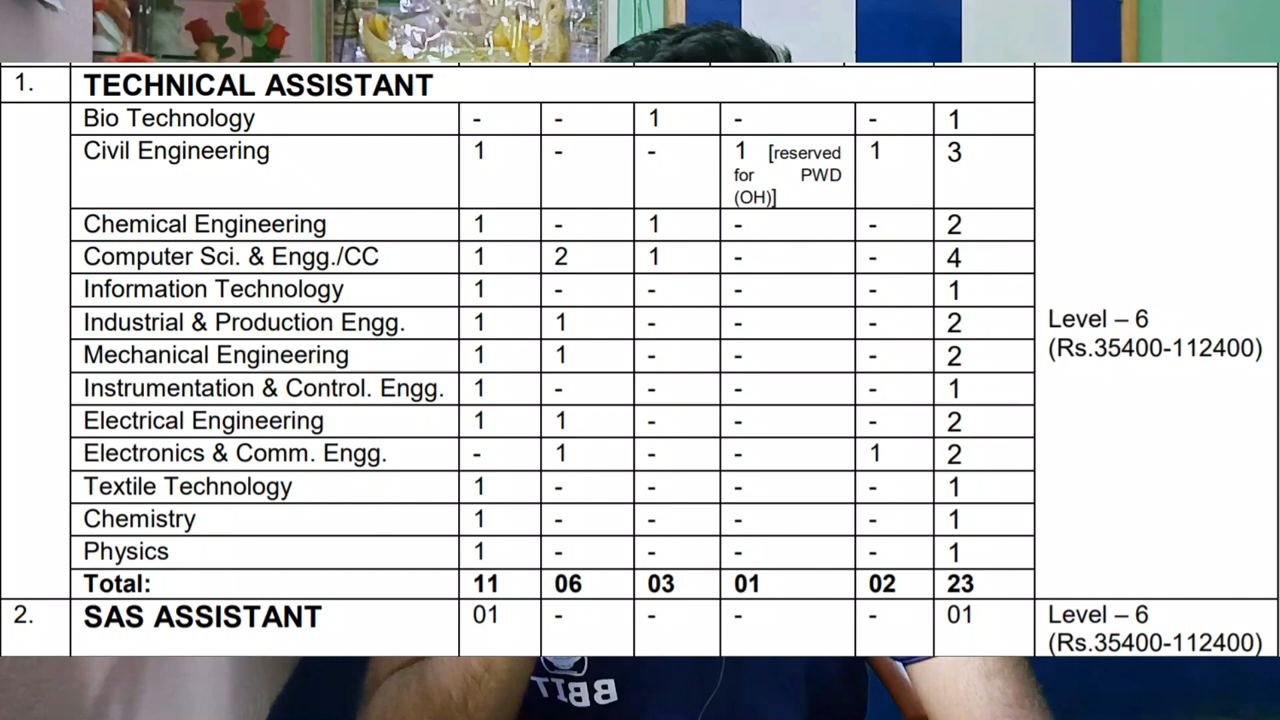 1. TECHNICAL ASSISTANT
Bio Technology - - 1 - - 1
Civil Engineering 1 - - 1 [reserved for PWD (OH)] 1 3
Chemical Engineering 1 - 1 - - 2
Computer Sci. & Engg./CC 1 2 1 - - 4
Information Technology 1 - - - - 1
Industrial & Production Engg. 1 1 - - - 2
Level – 6
(Rs.35400-112400)
Mechanical Engineering 1 1 - - - 2
Instrumentation & Control. Engg. 1 - - - - 1
Electrical Engineering 1 1 - - - 2
Electronics & Comm. Engg. - 1 - - 1 2
Textile Technology 1 - - - - 1
Chemistry 1 - - - - 1
Physics 1 - - - - 1
Total: 11 06 03 01 02 23
2. SAS ASSISTANT 01 - - - - 01 Level – 6
(Rs.35400-112400)
BBIT